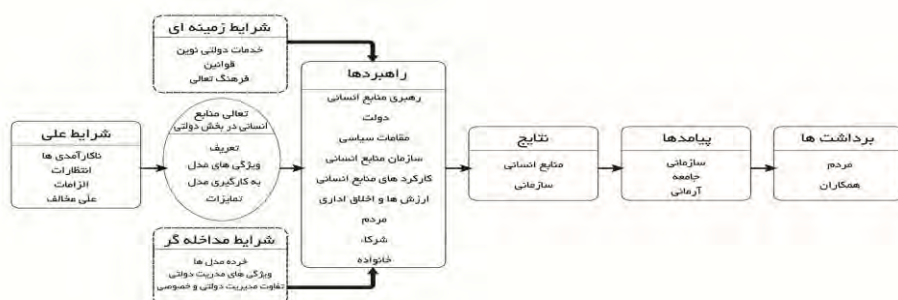 شرایط زمینه ای
خدمات دولتی نوین
قوانین
فرهنگ تعالی
شرایط علی
ناکارآمدی ها
انتظارات
الزامات
علی مخالف
تعالی منابع
انسانی در بخش دولتی
تعریف
ویژگی های مدل
به کارگیری مدل
تمایزات
شرایط مداخله گر
خرده مدل ها
ویژگی های مدریت دولتی
تفاوت مدیریت دولتی و خصوصی
راهبردها
رهبری منابع انسانی
دولت
مقامات سیاسی
سازمان منابع انسانی
کارکرد های منابع انسانی
ارزش ها و اخلاق اداری
مردم
شرکاء
خانواده
نتایج
منابع انسانی
سازمانی
پیامدها
سازمانی
جامعه
آرمانی
برداشت ها
مردم
همکاران